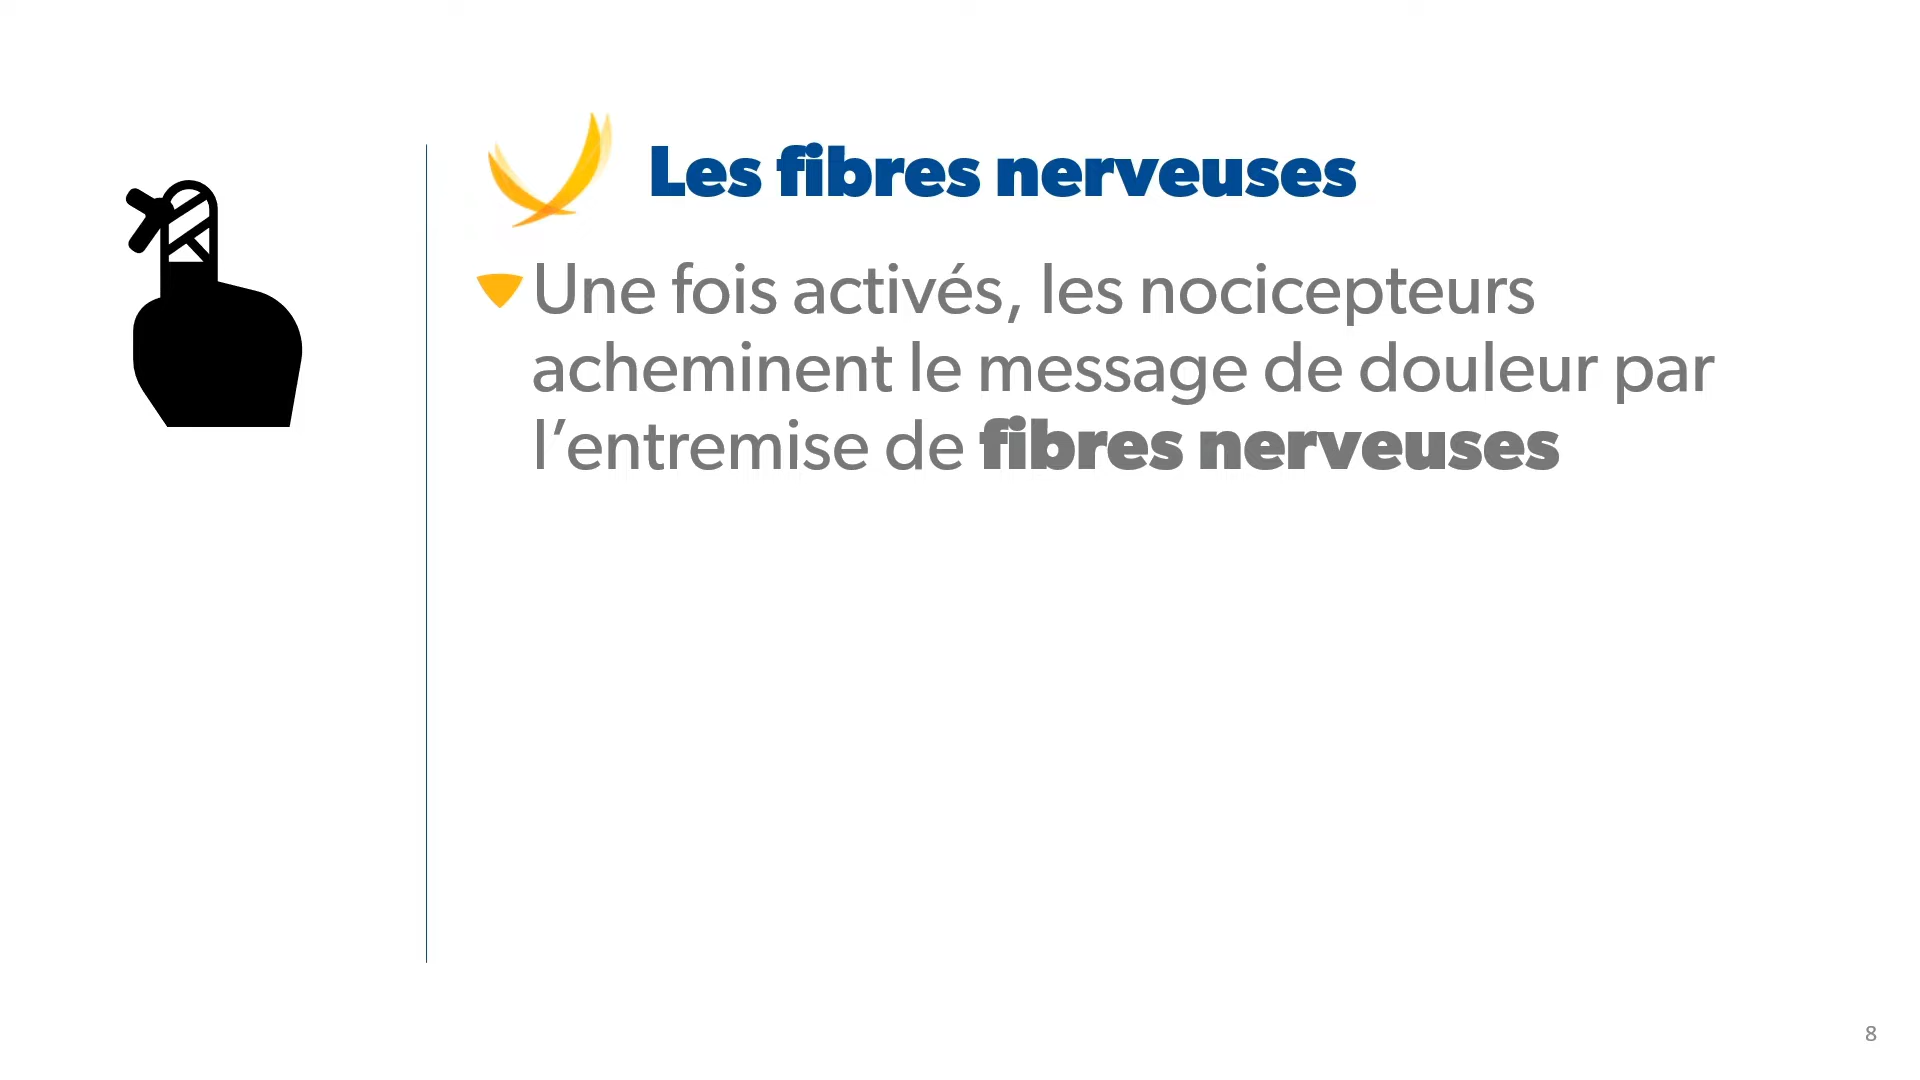 Les fibres nerveuses
Une fois activés, les nocicepteurs
acheminent le message de douleur par
l’entremise de fibres nerveuses
8